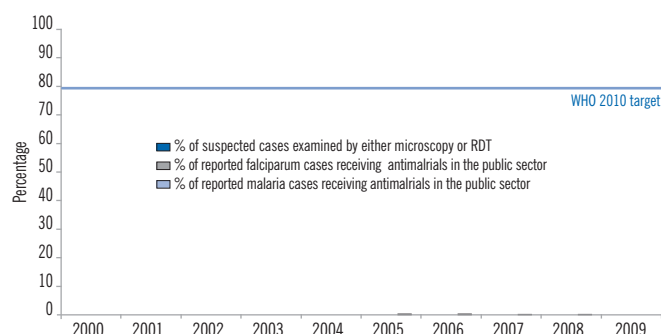 100
90
80
WHO 2010 target
70
60
% of suspected cases examined by either microscopy or RDT
% of reported falciparum cases receiving antimalrials in the public sector
% of reported malaria cases receiving antimalrials in the public sector
50
40
30
20
10
0
Percentage
2000 2001 2002 2003 2004 2005 2006 2007 2008 2009